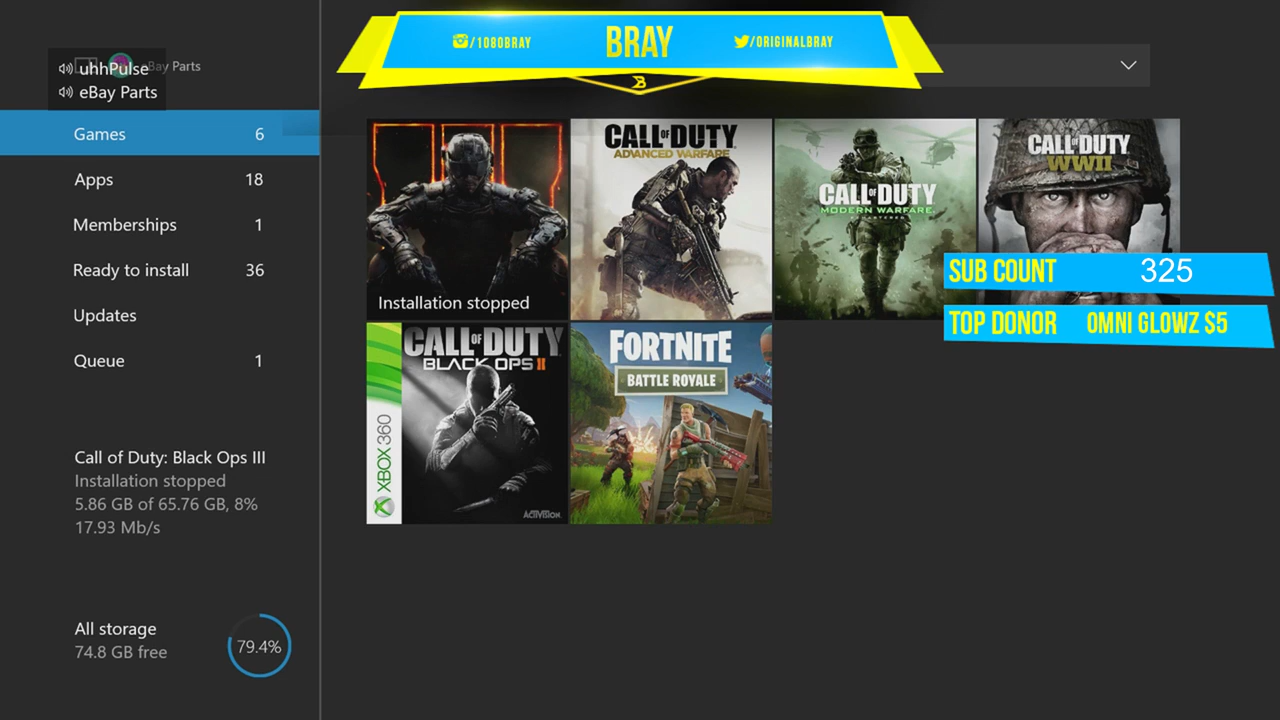 /1080BRAY
BRAY
/ORIGINALBRAY
uhhPulse
eBay Parts
Bay Parts
Games 6
Apps 18
Memberships 1
Ready to install 36
Updates
Queue 1
Call of Duty: Black Ops III
Installation stopped
5.86 GB of 65.76 GB, 8%
17.93 Mb/s
All storage
74.8 GB free
79.4%
Installation stopped
CALL OF DUTY
ADVANCED WARFARE
CALL OF DUTY
MODERN WARFARE
REMASTERED
CALL OF DUTY
WWII
SUB COUNT 325
TOP DONOR OMNI GLOWZ $5
XBOX 360
CALL OF DUTY
BLACK OPS II
ACTIVISION
FORTNITE
BATTLE ROYALE